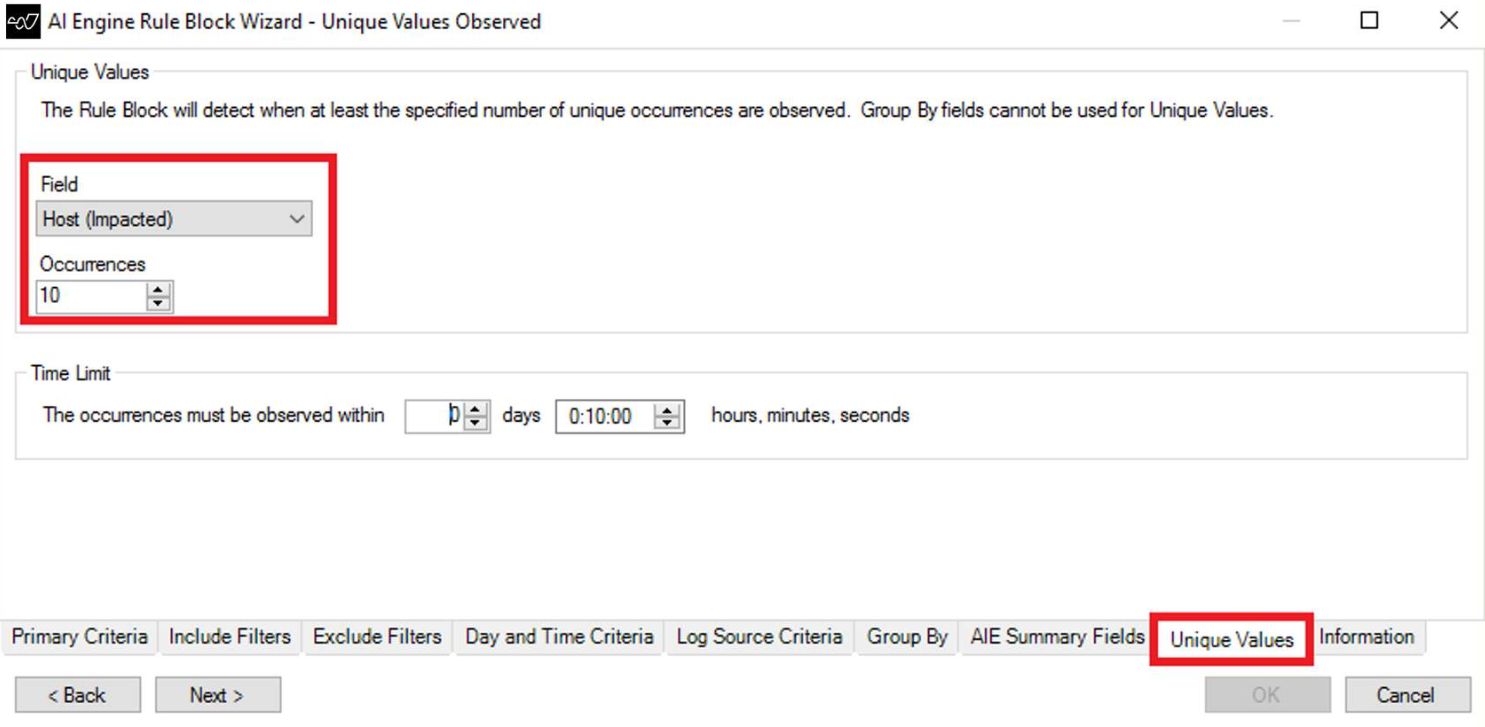 AI Engine Rule Block Wizard - Unique Values Observed
Unique Values
The Rule Block will detect when at least the specified number of unique occurrences are observed. Group By fields cannot be used for Unique Values.
Field
Host (Impacted)
Occurrences
10
Time Limit
The occurrences must be observed within 0 days 0:10:00 hours, minutes, seconds
Primary Criteria Include Filters Exclude Filters Day and Time Criteria Log Source Criteria Group By AIE Summary Fields Unique Values Information
< Back Next > OK Cancel